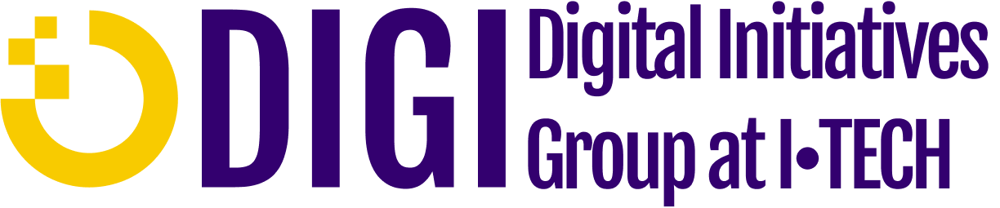 DIGI
Digital Initiatives
Group at I•TECH